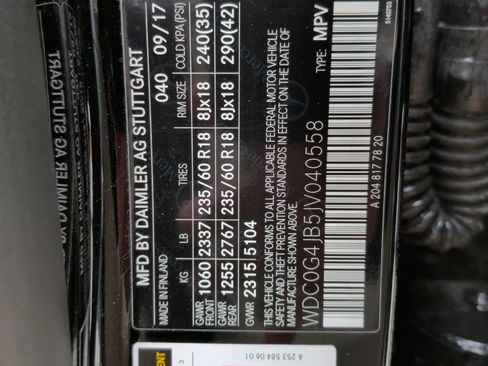 MFD BY DAIMLER AG STUTTGART
MADE IN FINLAND 040 09/17
KG LB TIRES RIM SIZE COLD KPA (PSI)
GAWR FRONT 1060 2337 235/60 R18 8Jx18 240(35)
GAWR REAR 1255 2767 235/60 R18 8Jx18 290(42)
GVWR 2315 5104
THIS VEHICLE CONFORMS TO ALL APPLICABLE FEDERAL MOTOR VEHICLE
SAFETY, BUMPER, AND THEFT PREVENTION STANDARDS IN EFFECT ON THE DATE OF
MANUFACTURE SHOWN ABOVE.
WDC0G4JB5JV040558 TYPE: MPV
A 204 817 78 20
5140753
A 253 584 06 01